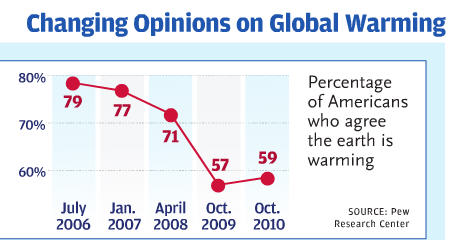 Changing Opinions on Global Warming
80%
70%
60%
79
77
71
57
59
Percentage
of Americans
who agree
the earth is
warming
July
2006
Jan.
2007
April
2008
Oct.
2009
Oct.
2010
SOURCE: Pew
Research Center